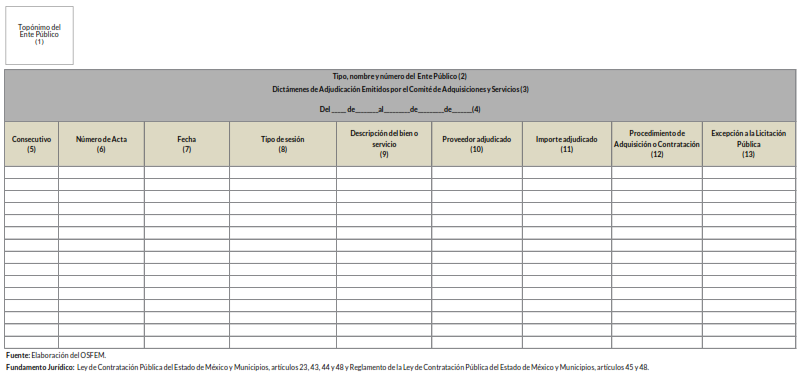 Topónimo del
Ente Público
(1)
Tipo, nombre y número del Ente Público (2)
Dictámenes de Adjudicación Emitidos por el Comité de Adquisiciones y Servicios (3)
Del _____ de________al_________de_________de_______(4)
Consecutivo
(5)
Número de Acta
(6)
Fecha
(7)
Tipo de sesión
(8)
Descripción del bien o
servicio
(9)
Proveedor adjudicado
(10)
Importe adjudicado
(11)
Procedimiento de
Adquisición o Contratación
(12)
Excepción a la Licitación
Pública
(13)
Fuente: Elaboración del OSFEM.
Fundamento Jurídico: Ley de Contratación Pública del Estado de México y Municipios, artículos 23, 43, 44 y 48 y Reglamento de la Ley de Contratación Pública del Estado de México y Municipios, artículos 45 y 48.